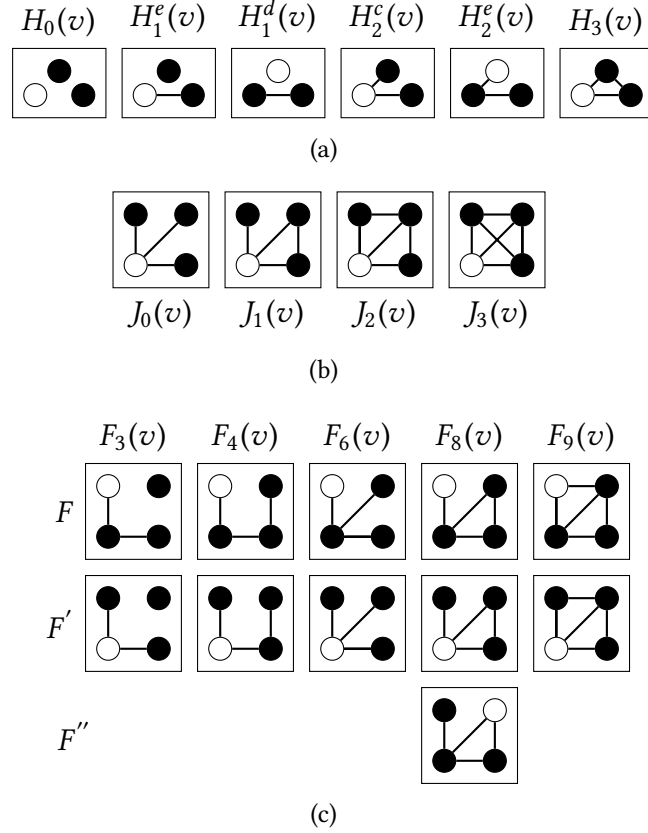 H₀(v) H₁ᵉ(v) H₁ᵈ(v) H₂ᶜ(v) H₂ᵉ(v) H₃(v)
(a)
J₀(v) J₁(v) J₂(v) J₃(v)
(b)
F₃(v) F₄(v) F₆(v) F₈(v) F₉(v)
F
F′
F″
(c)